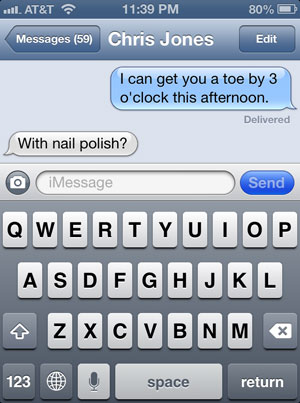 AT&T 11:39 PM 80%
Messages (59) Chris Jones Edit
I can get you a toe by 3
o'clock this afternoon.
Delivered
With nail polish?
iMessage Send
Q W E R T Y U I O P
A S D F G H J K L
Z X C V B N M
123 space return